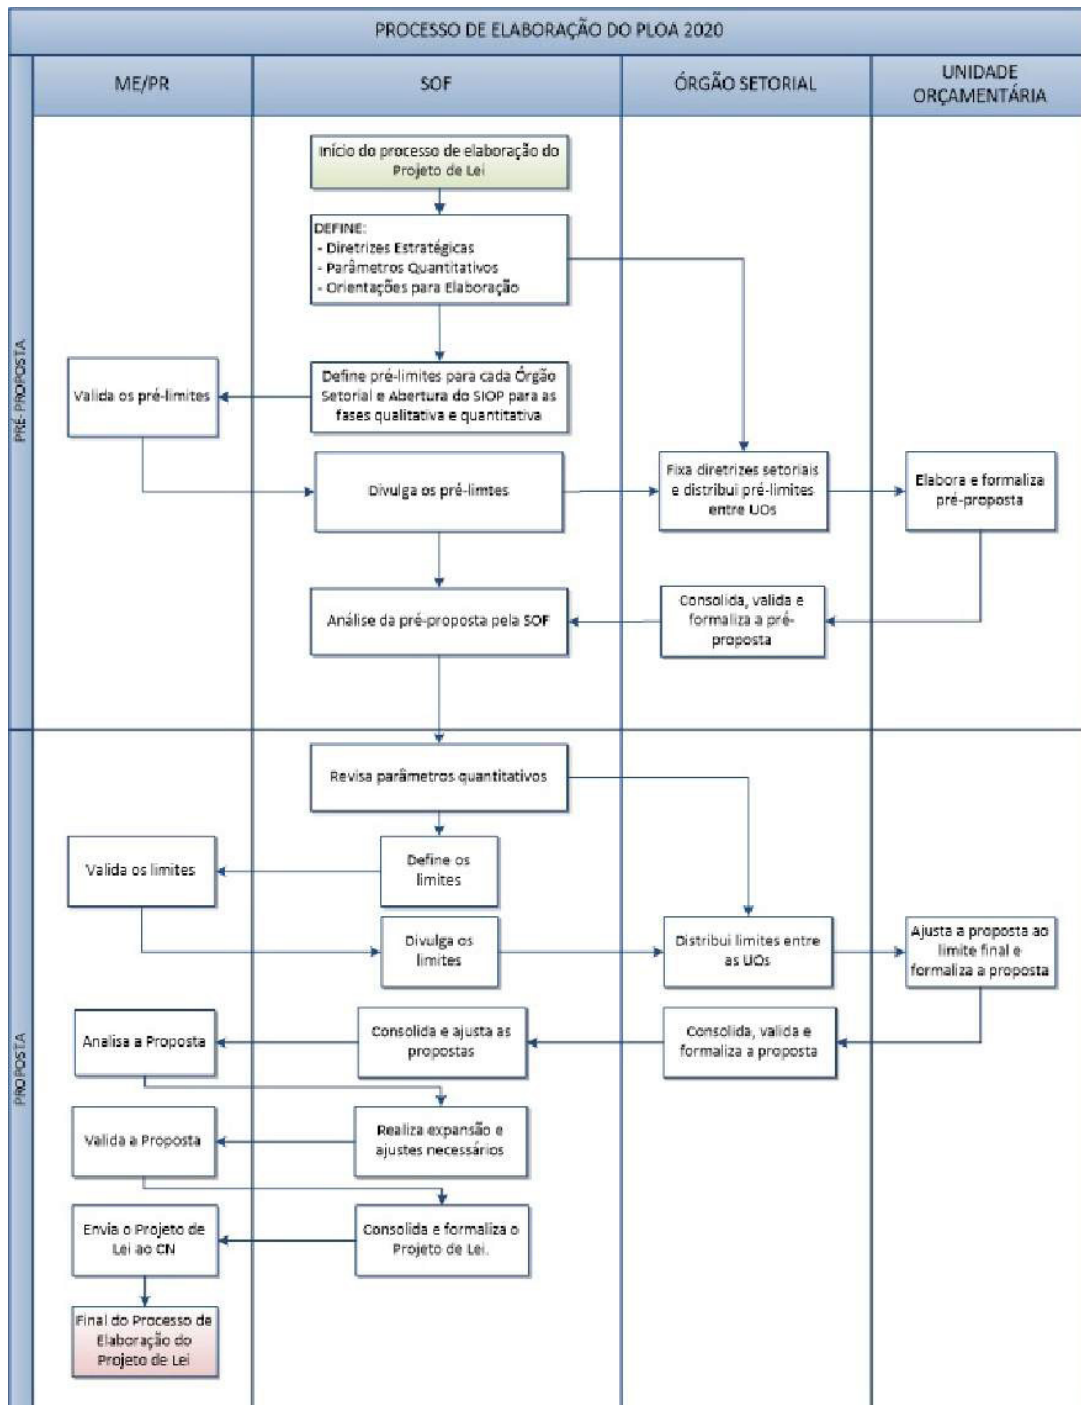 PROCESSO DE ELABORAÇÃO DO PLOA 2020
ME/PR
SOF
ÓRGÃO SETORIAL
UNIDADE
ORÇAMENTÁRIA
PRÉ-PROPOSTA
Início do processo de elaboração do
Projeto de Lei
DEFINE:
- Diretrizes Estratégicas
- Parâmetros Quantitativos
- Orientações para Elaboração
Valida os pré-limites
Define pré-limites para cada Órgão
Setorial e Abertura do SIOP para as
fases qualitativa e quantitativa
Divulga os pré-limtes
Fixa diretrizes setoriais
e distribui pré-limites
entre UOs
Elabora e formaliza
pré-proposta
Análise da pré-proposta pela SOF
Consolida, valida e
formaliza a pré-
proposta
PROPOSTA
Revisa parâmetros quantitativos
Valida os limites
Define os
limites
Divulga os
limites
Distribui limites entre
as UOs
Ajusta a proposta ao
limite final e
formaliza a proposta
Analisa a Proposta
Consolida e ajusta as
propostas
Consolida, valida e
formaliza a proposta
Valida a Proposta
Realiza expansão e
ajustes necessários
Envia o Projeto de
Lei ao CN
Consolida e formaliza o
Projeto de Lei.
Final do Processo de
Elaboração do
Projeto de Lei